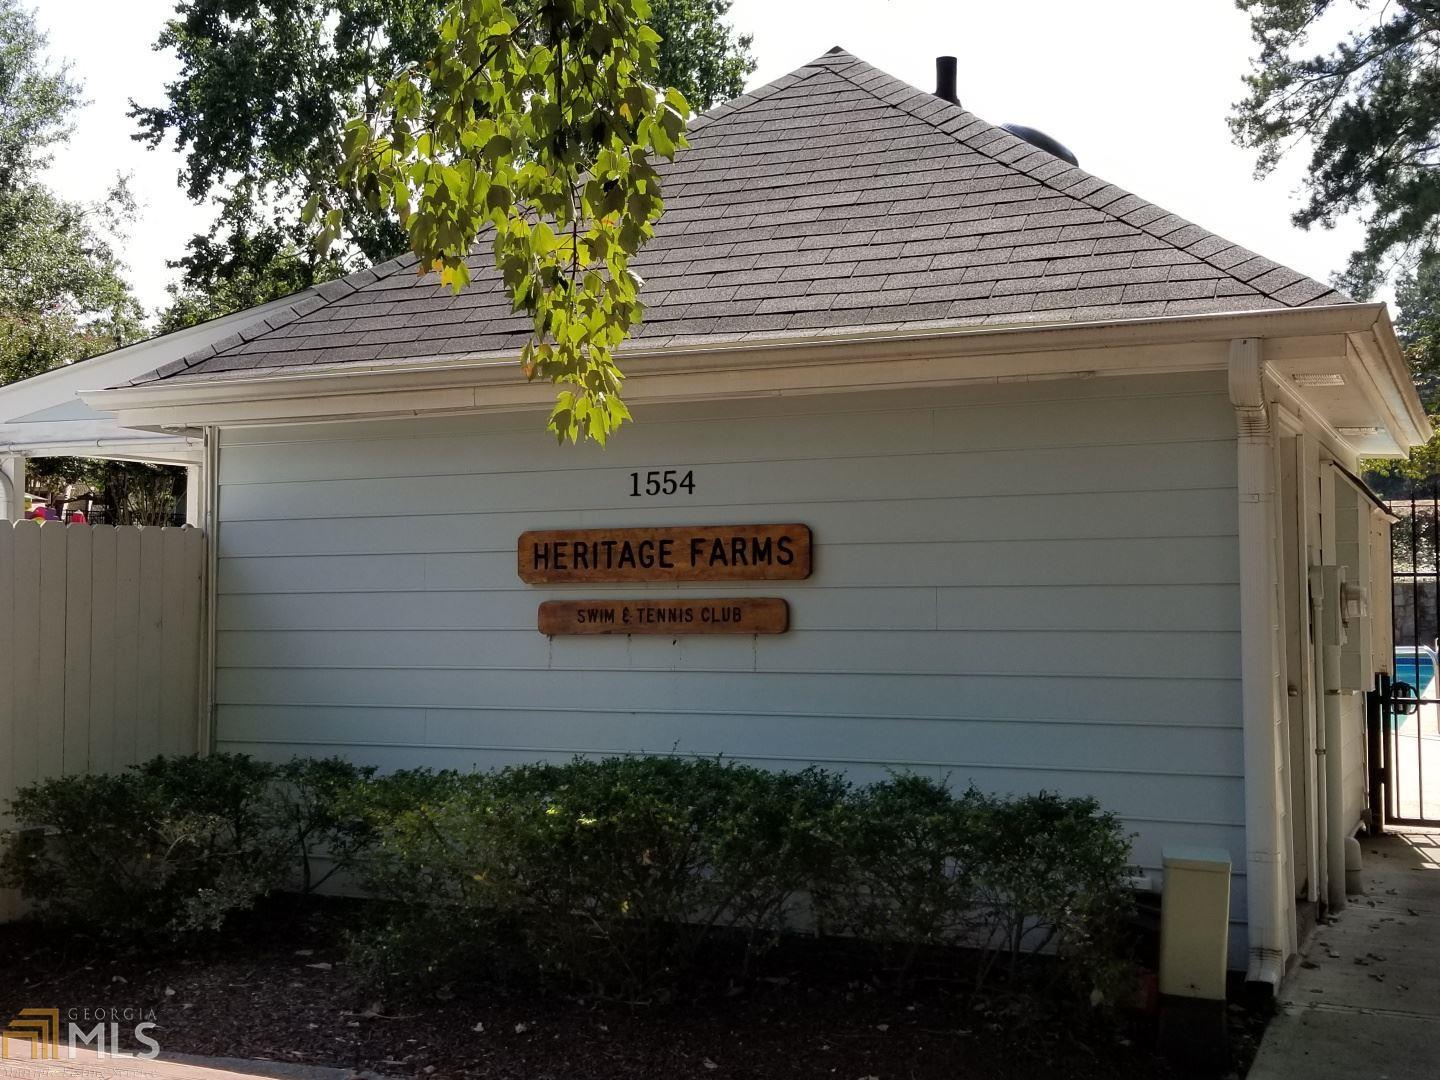 1554
HERITAGE FARMS
SWIM & TENNIS CLUB
GEORGIA
MLS